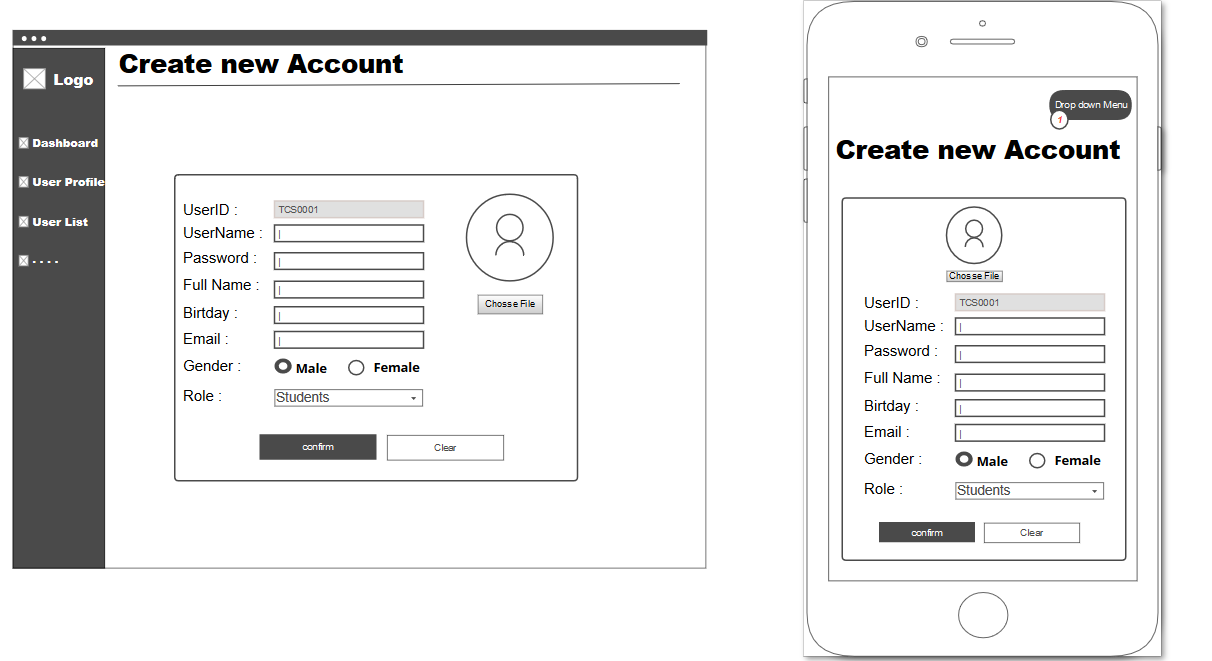 Create new Account
Logo
Dashboard
User Profile
User List
- - - -
UserID : TCS0001
UserName :
Password :
Full Name :
Birtday :
Email :
Gender : Male Female
Role : Students
Chosse File
confirm Clear
Drop down Menu
1
Create new Account
Chosse File
UserID : TCS0001
UserName :
Password :
Full Name :
Birtday :
Email :
Gender : Male Female
Role : Students
confirm Clear